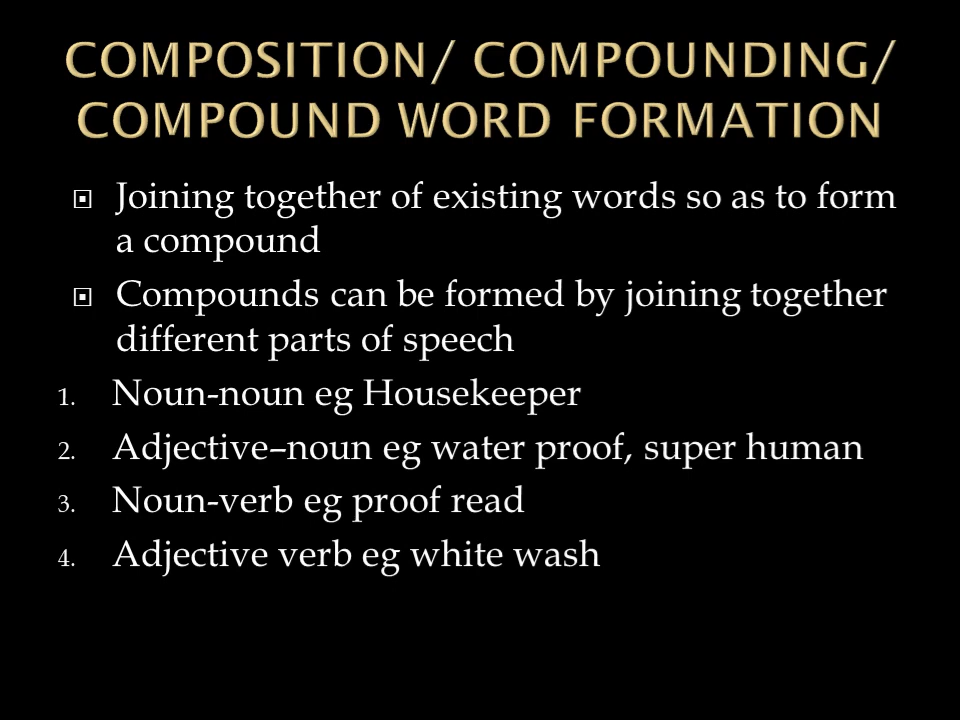 COMPOSITION/ COMPOUNDING/
COMPOUND WORD FORMATION
Joining together of existing words so as to form
a compound
Compounds can be formed by joining together
different parts of speech
1. Noun-noun eg Housekeeper
2. Adjective–noun eg water proof, super human
3. Noun-verb eg proof read
4. Adjective verb eg white wash